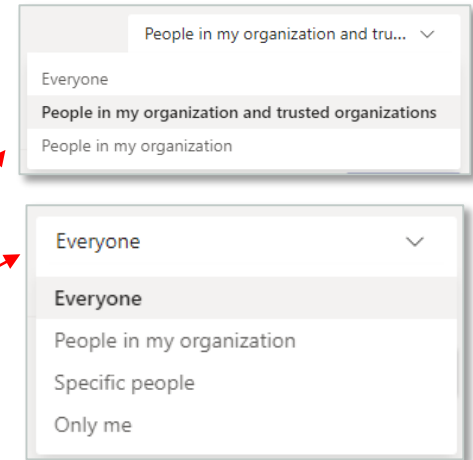 People in my organization and tru...
Everyone
People in my organization and trusted organizations
People in my organization
Everyone
Everyone
People in my organization
Specific people
Only me